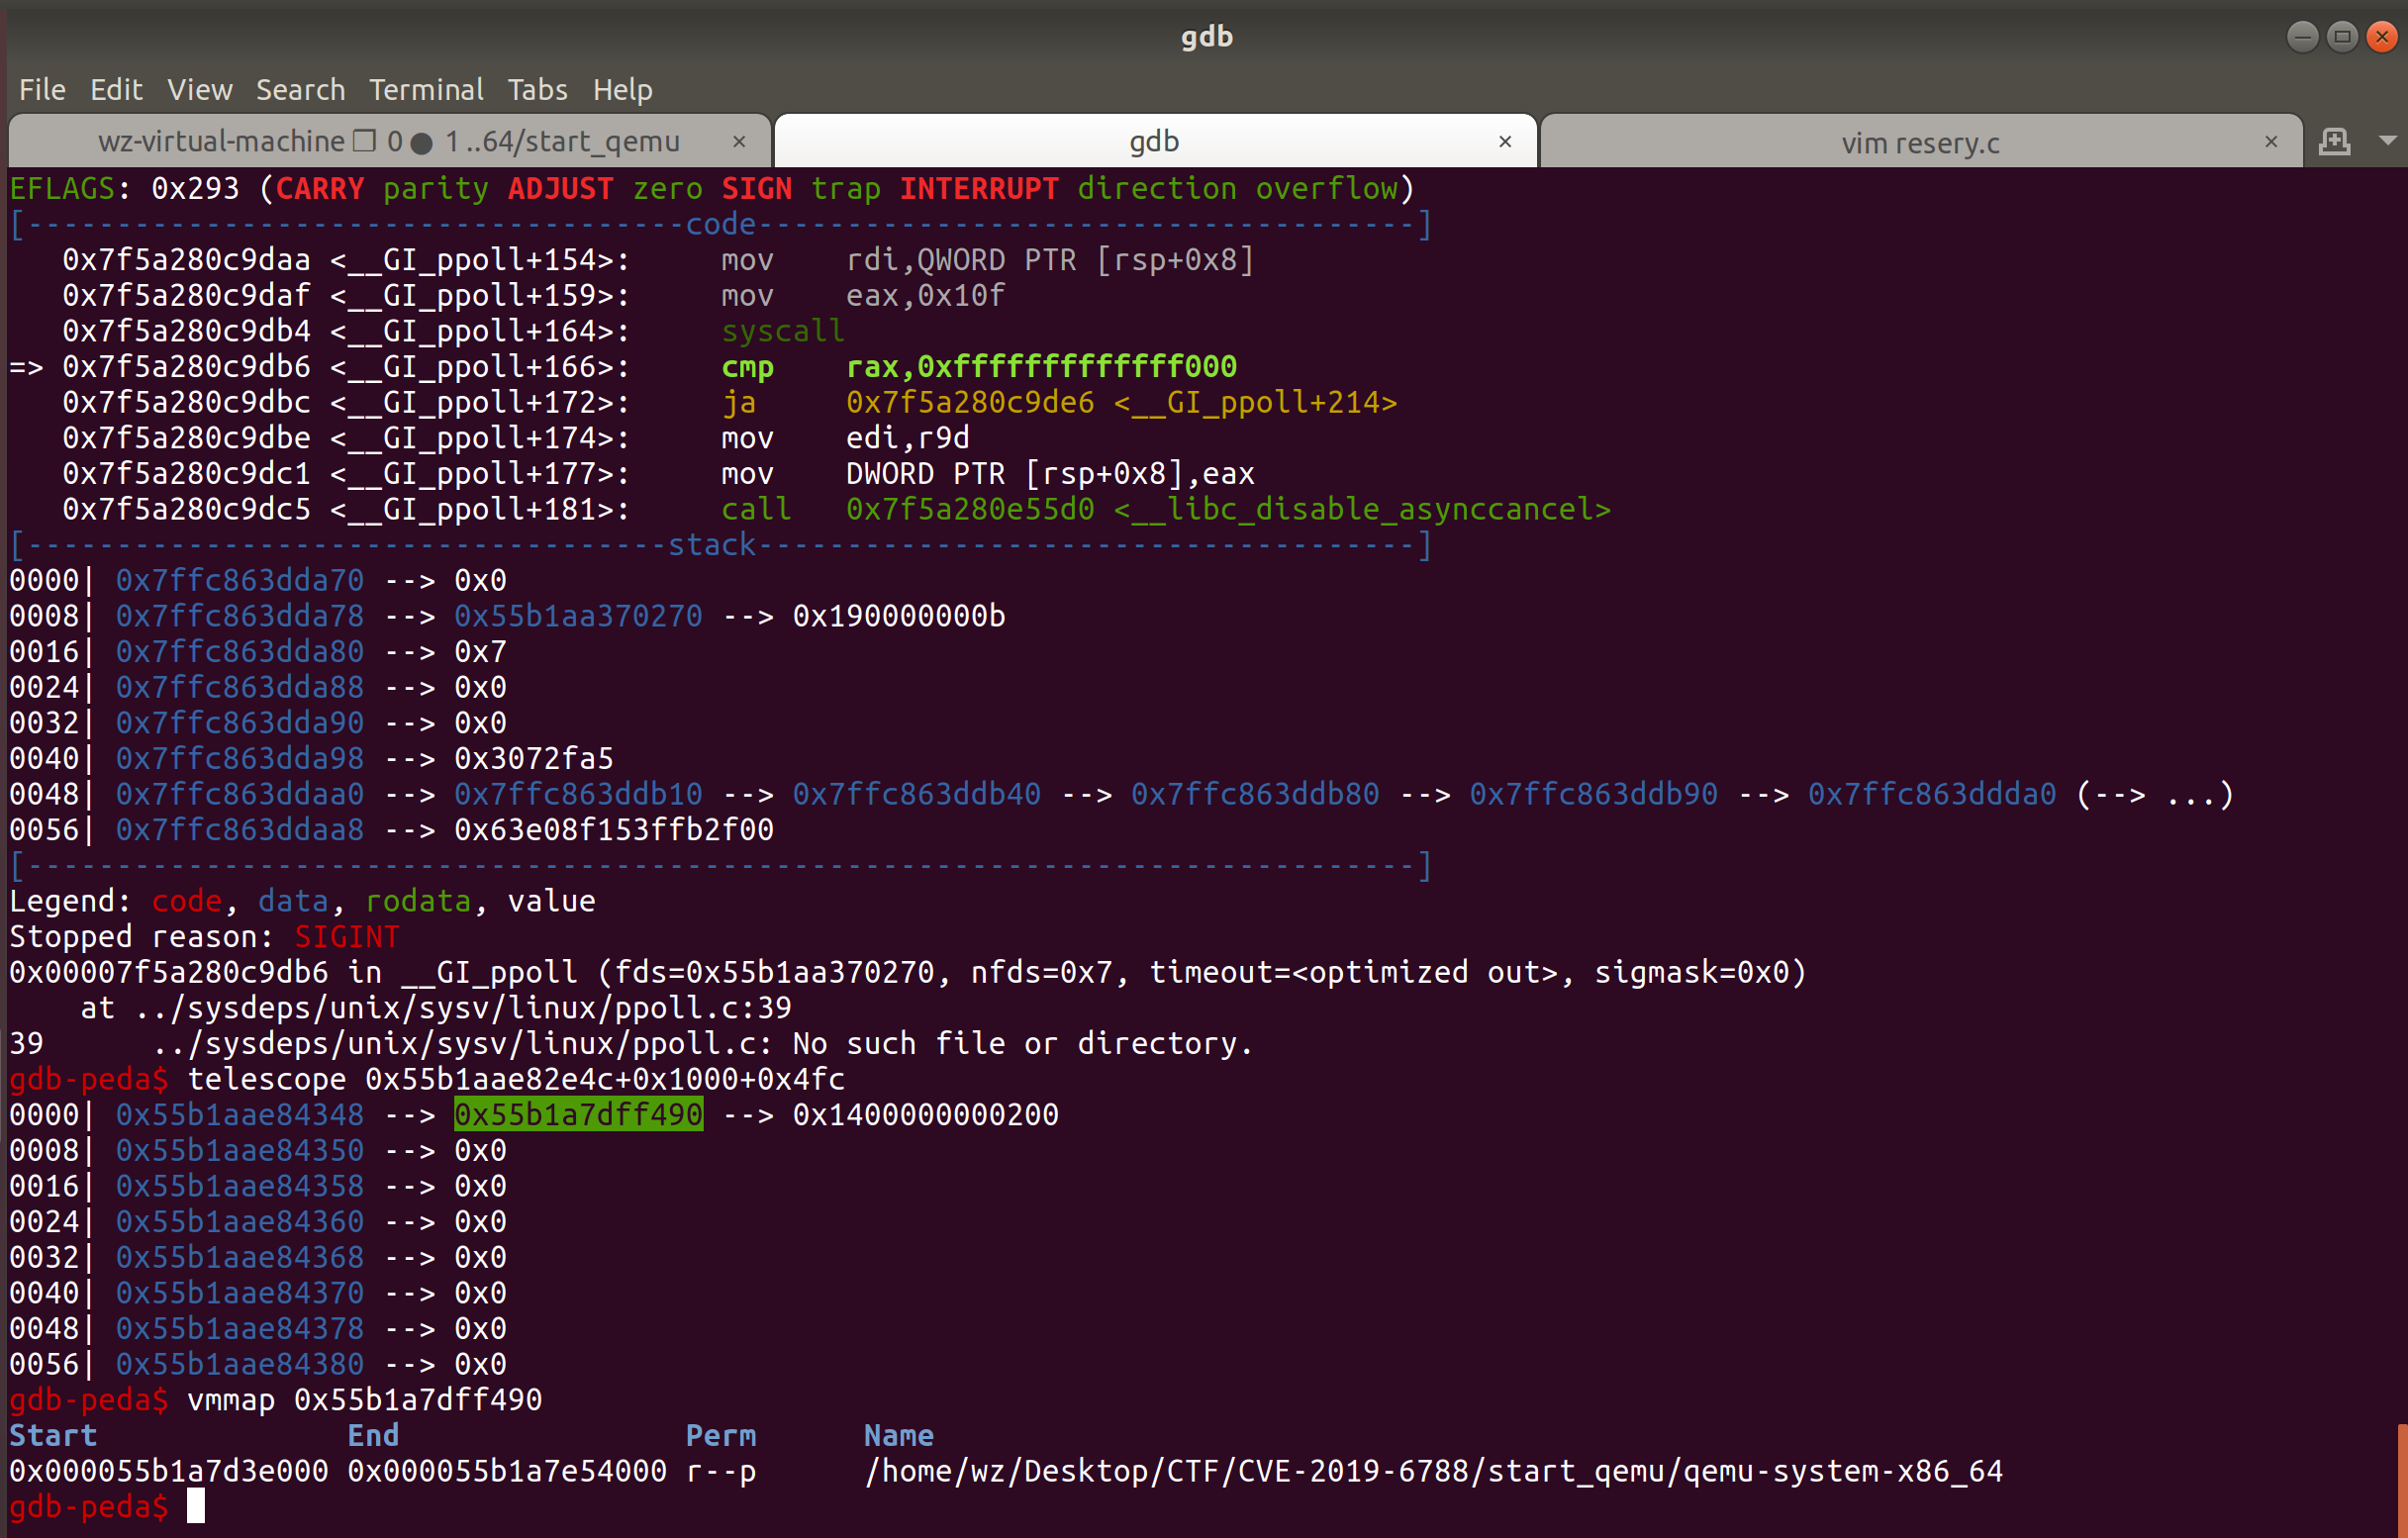 gdb
File Edit View Search Terminal Tabs Help
wz-virtual-machine ❐ 0 ● 1 ..64/start_qemu × gdb × vim resery.c ×
EFLAGS: 0x293 (CARRY parity ADJUST zero SIGN trap INTERRUPT direction overflow)
[-------------------------------------code-------------------------------------]
   0x7f5a280c9daa <__GI_ppoll+154>:	mov    rdi,QWORD PTR [rsp+0x8]
   0x7f5a280c9daf <__GI_ppoll+159>:	mov    eax,0x10f
   0x7f5a280c9db4 <__GI_ppoll+164>:	syscall
=> 0x7f5a280c9db6 <__GI_ppoll+166>:	cmp    rax,0xfffffffffffff000
   0x7f5a280c9dbc <__GI_ppoll+172>:	ja     0x7f5a280c9de6 <__GI_ppoll+214>
   0x7f5a280c9dbe <__GI_ppoll+174>:	mov    edi,r9d
   0x7f5a280c9dc1 <__GI_ppoll+177>:	mov    DWORD PTR [rsp+0x8],eax
   0x7f5a280c9dc5 <__GI_ppoll+181>:	call   0x7f5a280e55d0 <__libc_disable_asynccancel>
[------------------------------------stack-------------------------------------]
0000| 0x7ffc863dda70 --> 0x0
0008| 0x7ffc863dda78 --> 0x55b1aa370270 --> 0x190000000b
0016| 0x7ffc863dda80 --> 0x7
0024| 0x7ffc863dda88 --> 0x0
0032| 0x7ffc863dda90 --> 0x0
0040| 0x7ffc863dda98 --> 0x3072fa5
0048| 0x7ffc863ddaa0 --> 0x7ffc863ddb10 --> 0x7ffc863ddb40 --> 0x7ffc863ddb80 --> 0x7ffc863ddb90 --> 0x7ffc863ddda0 (--> ...)
0056| 0x7ffc863ddaa8 --> 0x63e08f153ffb2f00
[------------------------------------------------------------------------------]
Legend: code, data, rodata, value
Stopped reason: SIGINT
0x00007f5a280c9db6 in __GI_ppoll (fds=0x55b1aa370270, nfds=0x7, timeout=<optimized out>, sigmask=0x0)
    at ../sysdeps/unix/sysv/linux/ppoll.c:39
39      ../sysdeps/unix/sysv/linux/ppoll.c: No such file or directory.
gdb-peda$ telescope 0x55b1aae82e4c+0x1000+0x4fc
0000| 0x55b1aae84348 --> 0x55b1a7dff490 --> 0x1400000000200
0008| 0x55b1aae84350 --> 0x0
0016| 0x55b1aae84358 --> 0x0
0024| 0x55b1aae84360 --> 0x0
0032| 0x55b1aae84368 --> 0x0
0040| 0x55b1aae84370 --> 0x0
0048| 0x55b1aae84378 --> 0x0
0056| 0x55b1aae84380 --> 0x0
gdb-peda$ vmmap 0x55b1a7dff490
Start              End                Perm      Name
0x000055b1a7d3e000 0x000055b1a7e54000 r--p      /home/wz/Desktop/CTF/CVE-2019-6788/start_qemu/qemu-system-x86_64
gdb-peda$